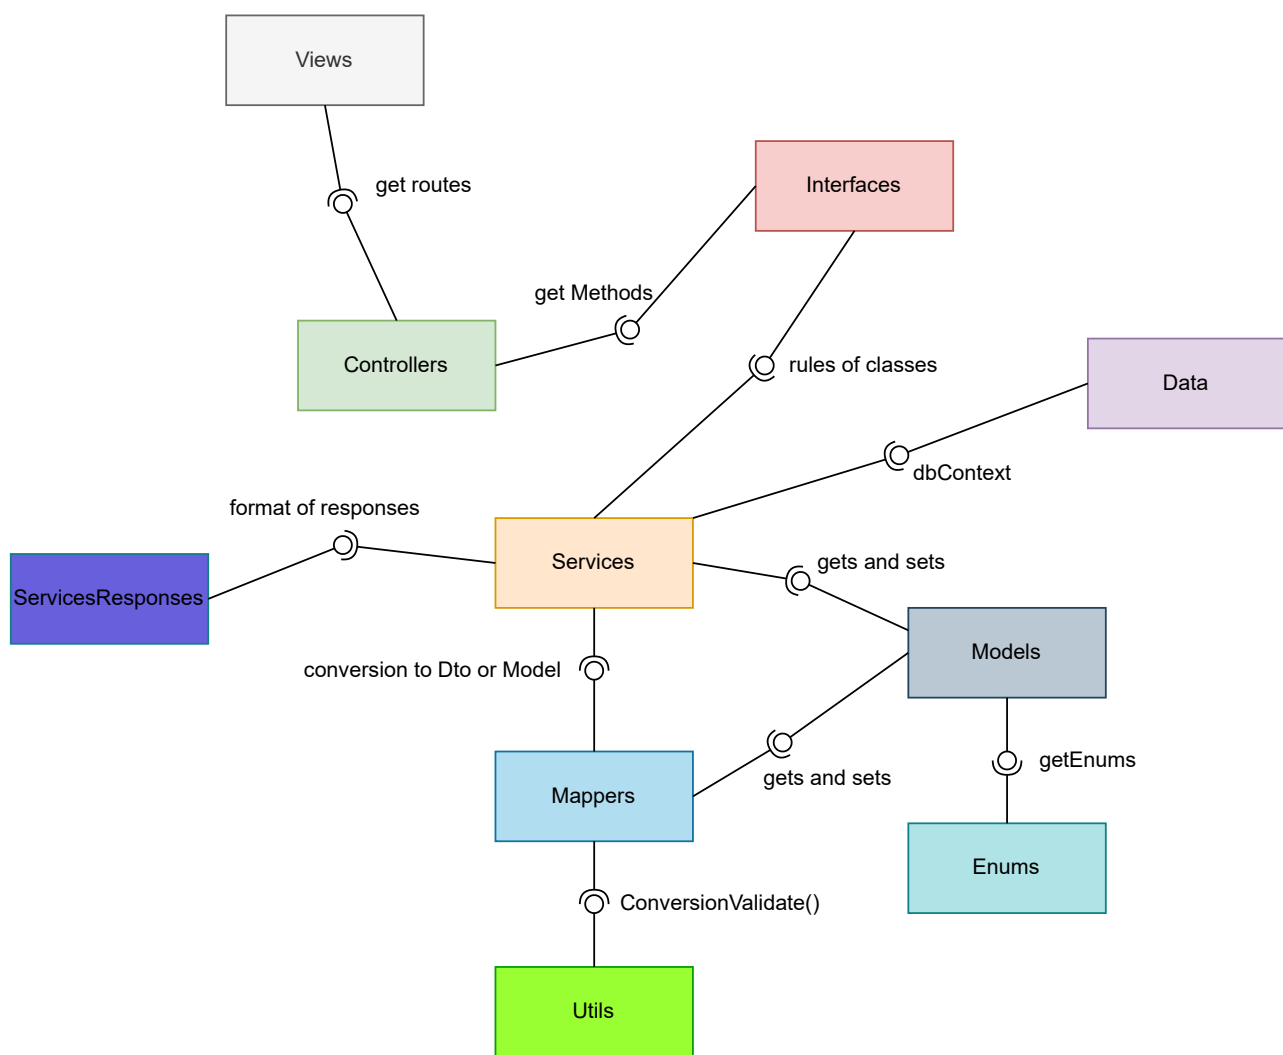 Views
get routes
Interfaces
get Methods
Controllers
rules of classes
Data
dbContext
format of responses
Services
gets and sets
ServicesResponses
Models
conversion to Dto or Model
getEnums
gets and sets
Mappers
Enums
ConversionValidate()
Utils